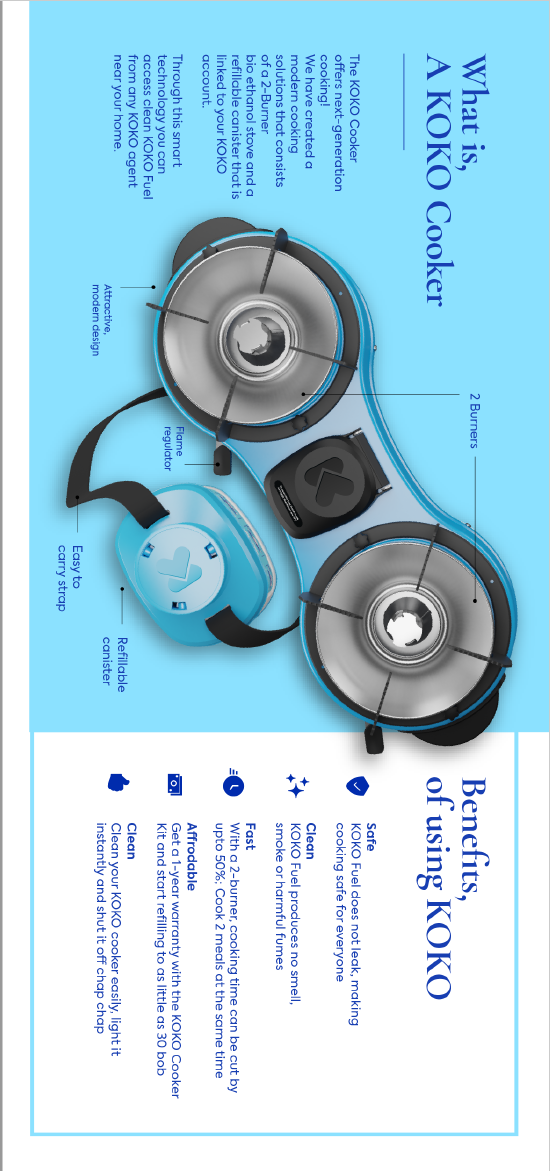 What is,
A KOKO Cooker
The KOKO Cooker
offers next-generation
cooking!
We have created a
modern cooking
solutions that consists
of a 2-Burner
bio ethanol stove and a
refillable canister that is
linked to your KOKO
account.
Through this smart
technology you can
access clean KOKO Fuel
from any KOKO agent
near your home.
2 Burners
Attractive,
modern design
Flame
regulator
Easy to
carry strap
Refillable
canister
Benefits,
of using KOKO
Safe
KOKO Fuel does not leak, making
cooking safe for everyone
Clean
KOKO Fuel produces no smell,
smoke or harmful fumes
Fast
With a 2-burner, cooking time can be cut by
upto 50%; Cook 2 meals at the same time
Affrodable
Get a 1-year warranty with the KOKO Cooker
Kit and start refilling to as little as 30 bob
Clean
Clean your KOKO cooker easily, light it
instantly and shut it off chap chap